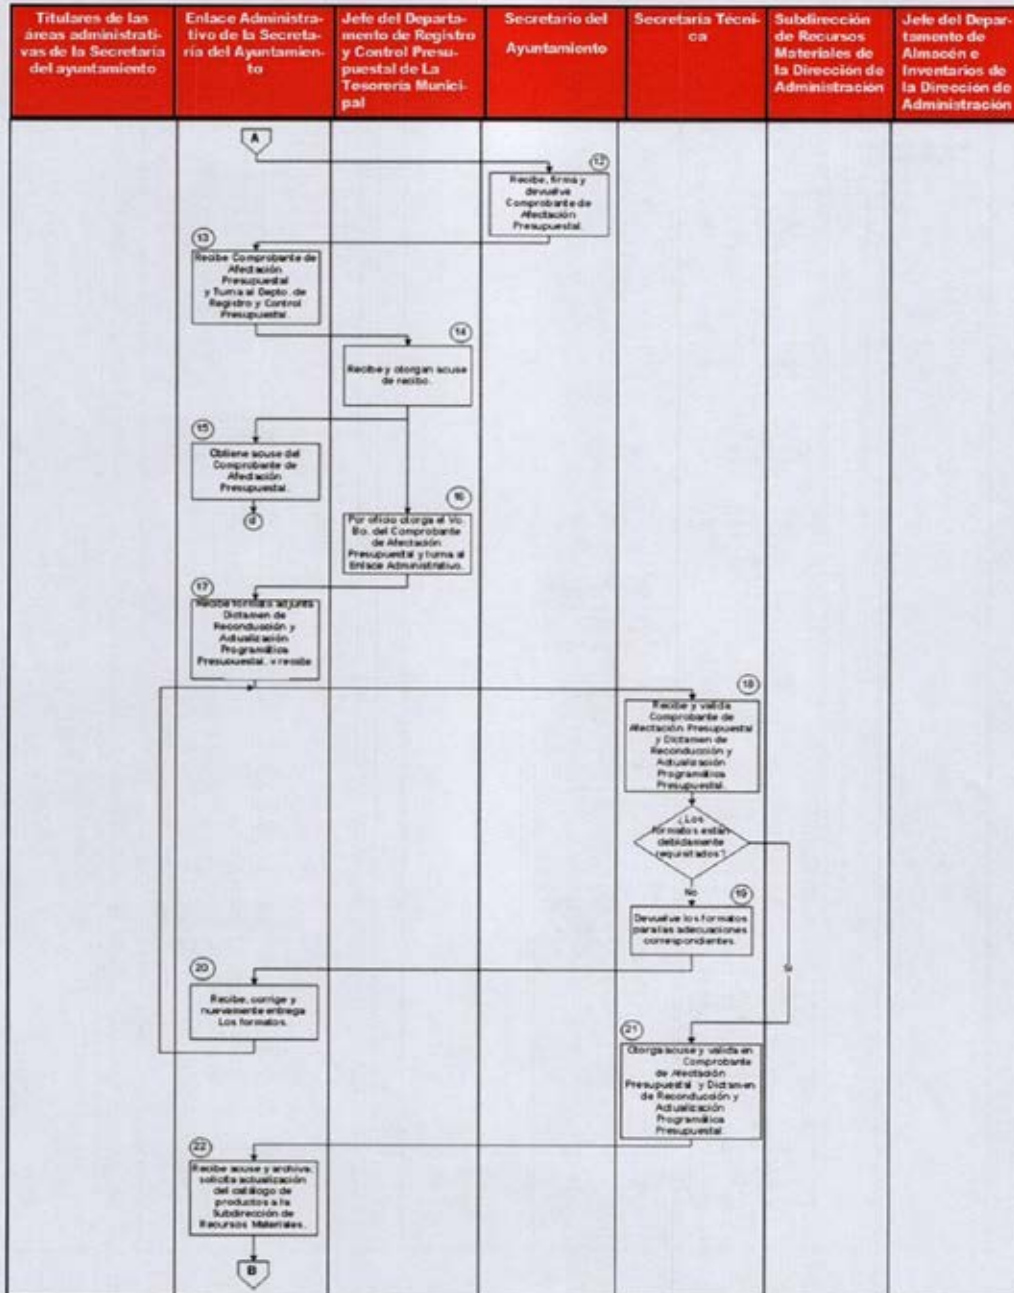 Titulares de las
áreas administrati-
vas de la Secretaría
del ayuntamiento
Enlace Administra-
tivo de la Secreta-
ría del Ayuntamien-
to
Jefe del Departa-
mento de Registro
y Control Presu-
puestal de La
Tesorería Munici-
pal
Secretario del
Ayuntamiento
Secretaria Técni-
ca
Subdirección
de Recursos
Materiales de
la Dirección de
Administración
Jefe del Depar-
tamento de
Almacén e
Inventarios de
la Dirección de
Administración
A
12
Recibe, firma y
devuelve
Comprobante de
Afectación
Presupuestal.
13
Recibe Comprobante de
Afectación
Presupuestal
y Turna al Depto. de
Registro y Control
Presupuestal.
14
Recibe y otorgan acuse
de recibo.
15
Obtiene acuse del
Comprobante de
Afectación
Presupuestal.
d
16
Por oficio otorga el Vo.
Bo. del Comprobante
de Afectación
Presupuestal y turna al
Enlace Administrativo.
17
Recibe formato adjunta
Dictamen de
Reconducción y
Actualización
Programática
Presupuestal. y recibe
18
Recibe y valida
Comprobante de
Afectación Presupuestal
y Dictamen de
Reconducción y
Actualización
Programática
Presupuestal.
¿Los
formatos están
debidamente
requisitados?
No
Si
19
Devuelve los formatos
para las adecuaciones
correspondientes.
20
Recibe, corrige y
nuevamente entrega
Los formatos.
21
Otorga acuse y valida en
Comprobante
de Afectación
Presupuestal y Dictamen
de Reconducción y
Actualización
Programática
Presupuestal
22
Recibe acuse y archiva,
solicita actualización
del catálogo de
productos a la
Subdirección de
Recursos Materiales.
B